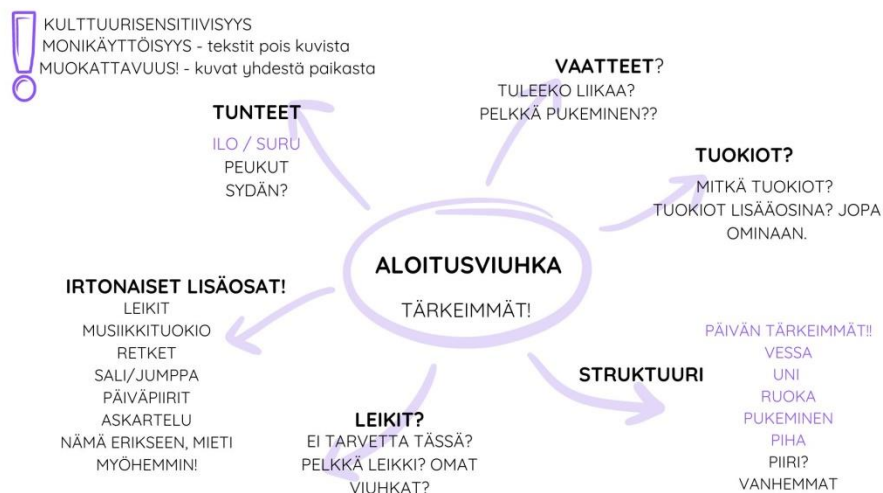 KULTTUURISENSITIIVISYYS
MONIKÄYTTÖISYYS - tekstit pois kuvista
MUOKATTAVUUS! - kuvat yhdestä paikasta
TUNTEET
ILO / SURU
PEUKUT
SYDÄN?
VAATTEET?
TULEEKO LIIKAA?
PELKKÄ PUKEMINEN??
TUOKIOT?
MITKÄ TUOKIOT?
TUOKIOT LISÄÄOSINA? JOPA
OMINAAN.
ALOITUSVIUHKA
TÄRKEIMMÄT!
IRTONAISET LISÄOSAT!
LEIKIT
MUSIIKKITUOKIO
RETKET
SALI/JUMPPA
PÄIVÄPIIRIT
ASKARTELU
NÄMÄ ERIKSEEN, MIETI
MYÖHEMMIN!
LEIKIT?
EI TARVETTA TÄSSÄ?
PELKKÄ LEIKKI? OMAT
VIUHKAT?
STRUKTUURI
PÄIVÄN TÄRKEIMMÄT!!
VESSA
UNI
RUOKA
PUKEMINEN
PIHA
PIIRI?
VANHEMMAT